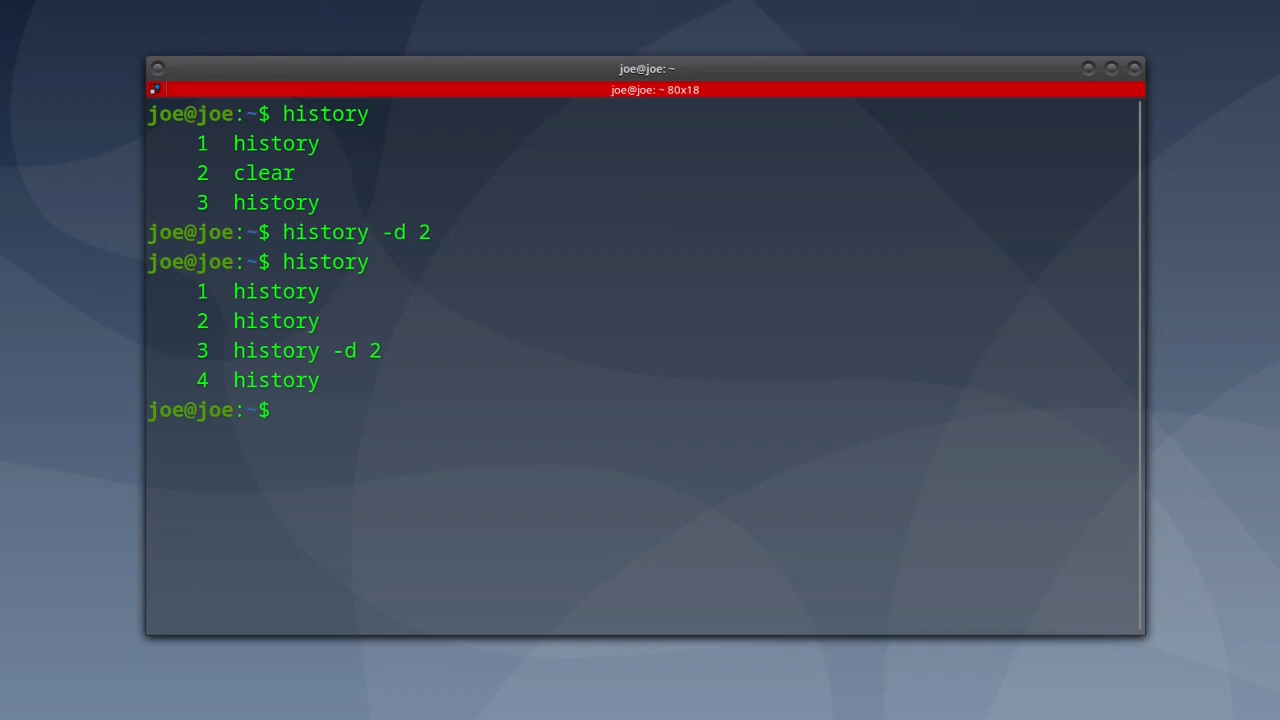 joe@joe: ~
joe@joe: ~ 80x18
joe@joe:~$ history
    1  history
    2  clear
    3  history
joe@joe:~$ history -d 2
joe@joe:~$ history
    1  history
    2  history
    3  history -d 2
    4  history
joe@joe:~$